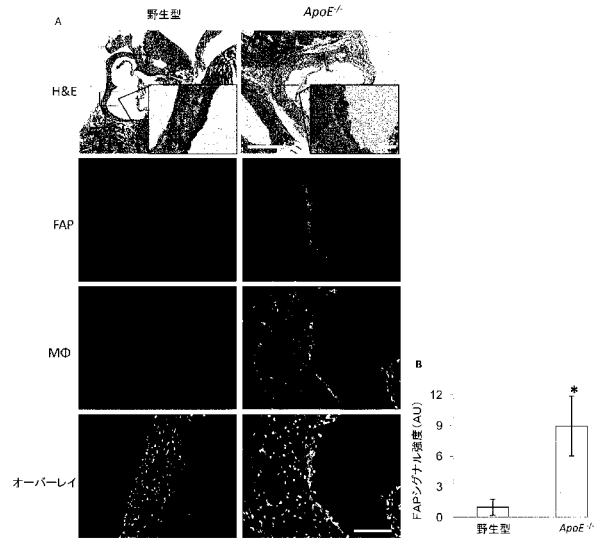 A
野生型
ApoE-/-
H&E
FAP
MΦ
オーバーレイ
B
FAPシグナル強度(AU)
12
9
6
3
0
*
野生型
ApoE-/-